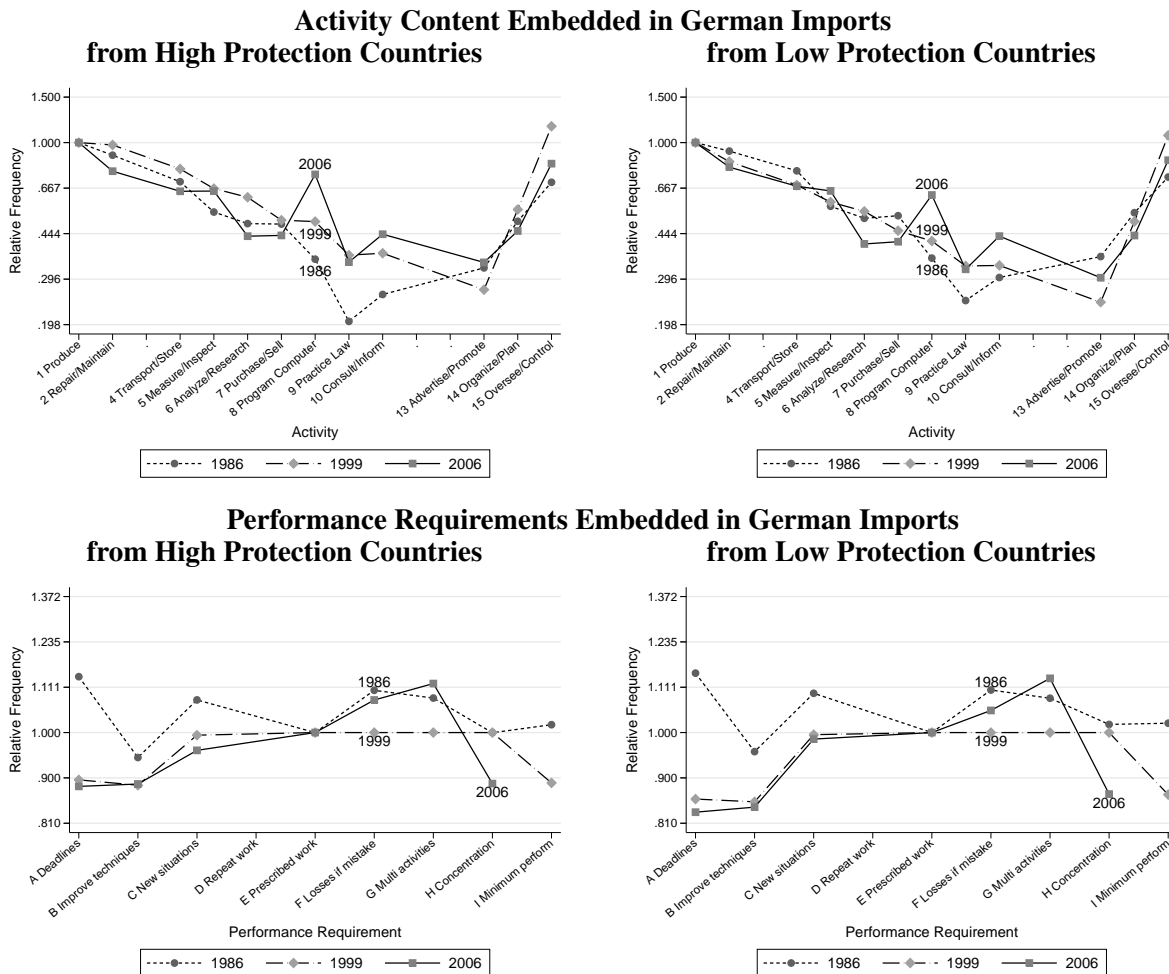 Activity Content Embedded in German Imports
from High Protection Countries
from Low Protection Countries
1.500
1.000
.667
.444
.296
.198
Relative Frequency
2006
1999
1986
1 Produce
2 Repair/Maintain
.
4 Transport/Store
5 Measure/Inspect
6 Analyze/Research
7 Purchase/Sell
8 Program Computer
9 Practice Law
10 Consult/Inform
.
.
13 Advertise/Promote
14 Organize/Plan
15 Oversee/Control
Activity
1986 1999 2006
1.500
1.000
.667
.444
.296
.198
Relative Frequency
2006
1999
1986
1 Produce
2 Repair/Maintain
.
4 Transport/Store
5 Measure/Inspect
6 Analyze/Research
7 Purchase/Sell
8 Program Computer
9 Practice Law
10 Consult/Inform
.
.
13 Advertise/Promote
14 Organize/Plan
15 Oversee/Control
Activity
1986 1999 2006
Performance Requirements Embedded in German Imports
from High Protection Countries
from Low Protection Countries
1.372
1.235
1.111
1.000
.900
.810
Relative Frequency
1986
1999
2006
A Deadlines
B Improve techniques
C New situations
D Repeat work
E Prescribed work
F Losses if mistake
G Multi activities
H Concentration
I Minimum perform
Performance Requirement
1986 1999 2006
1.372
1.235
1.111
1.000
.900
.810
Relative Frequency
1986
1999
2006
A Deadlines
B Improve techniques
C New situations
D Repeat work
E Prescribed work
F Losses if mistake
G Multi activities
H Concentration
I Minimum perform
Performance Requirement
1986 1999 2006